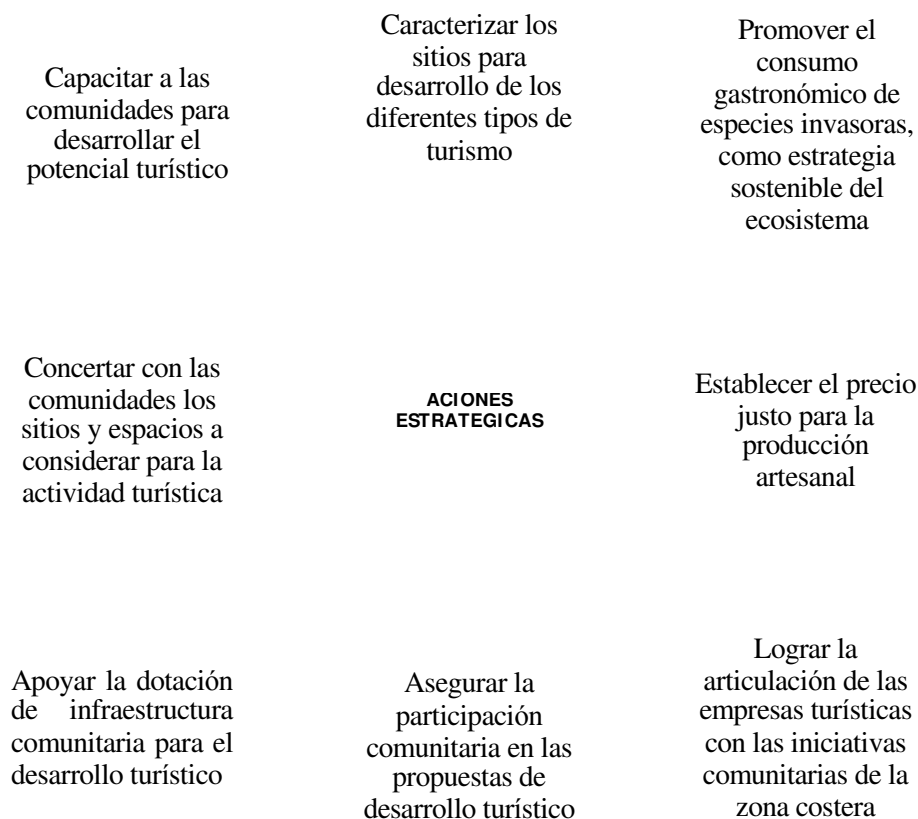 Capacitar a las
comunidades para
desarrollar el
potencial turístico
Caracterizar los
sitios para
desarrollo de los
diferentes tipos de
turismo
Promover el
consumo
gastronómico de
especies invasoras,
como estrategia
sostenible del
ecosistema
Concertar con las
comunidades los
sitios y espacios a
considerar para la
actividad turística
ACIONES
ESTRATEGICAS
Establecer el precio
justo para la
producción
artesanal
Apoyar la dotación
de infraestructura
comunitaria para el
desarrollo turístico
Asegurar la
participación
comunitaria en las
propuestas de
desarrollo turístico
Lograr la
articulación de las
empresas turísticas
con las iniciativas
comunitarias de la
zona costera